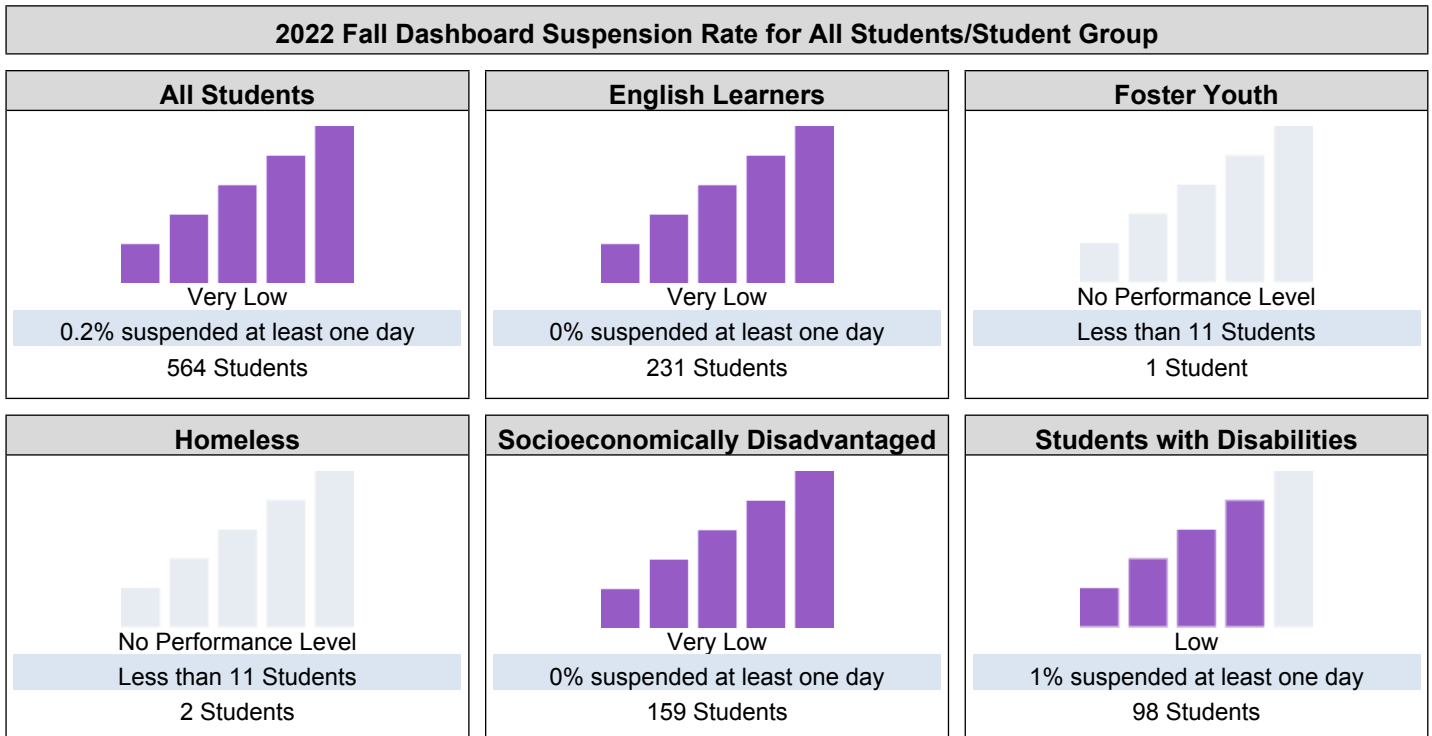 2022 Fall Dashboard Suspension Rate for All Students/Student Group
All Students
Very Low
0.2% suspended at least one day
564 Students
English Learners
Very Low
0% suspended at least one day
231 Students
Foster Youth
No Performance Level
Less than 11 Students
1 Student
Homeless
No Performance Level
Less than 11 Students
2 Students
Socioeconomically Disadvantaged
Very Low
0% suspended at least one day
159 Students
Students with Disabilities
Low
1% suspended at least one day
98 Students